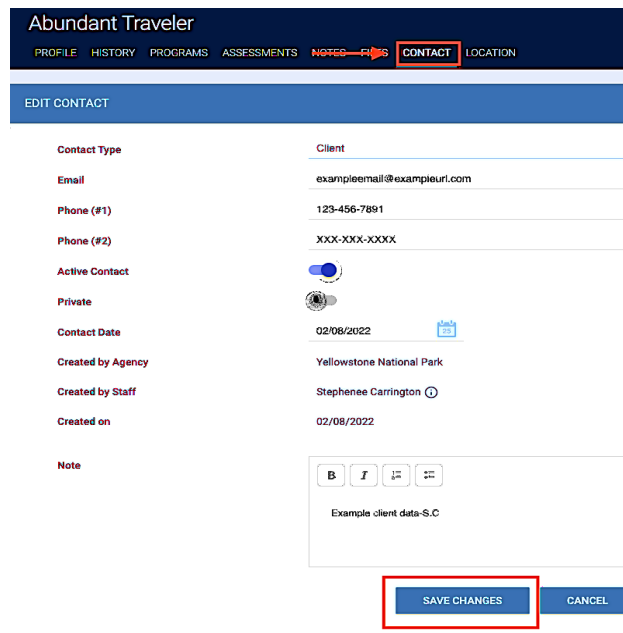 Abundant Traveler
PROFILE HISTORY PROGRAMS ASSESSMENTS NOTES FILES CONTACT LOCATION
EDIT CONTACT
Contact Type Client
Email exampleemail@exampleurl.com
Phone (#1) 123-456-7891
Phone (#2) XXX-XXX-XXXX
Active Contact
Private
Contact Date 02/08/2022 25
Created by Agency Yellowstone National Park
Created by Staff Stephenee Carrington
Created on 02/08/2022
Note
B I
Example client data-S.C
SAVE CHANGES CANCEL